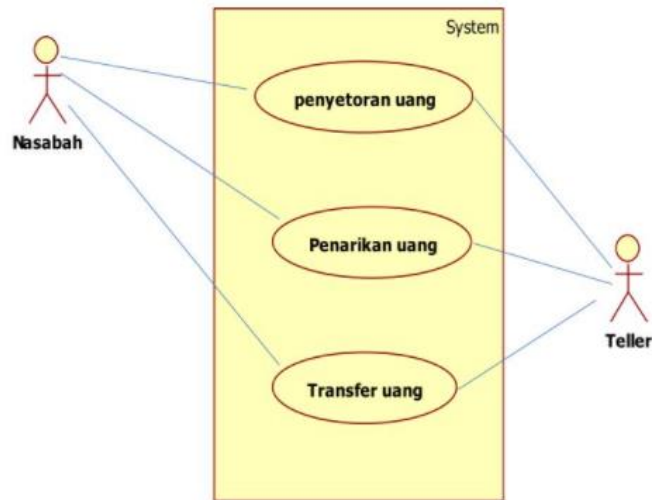 System
penyetoran uang
Nasabah
Penarikan uang
Teller
Transfer uang